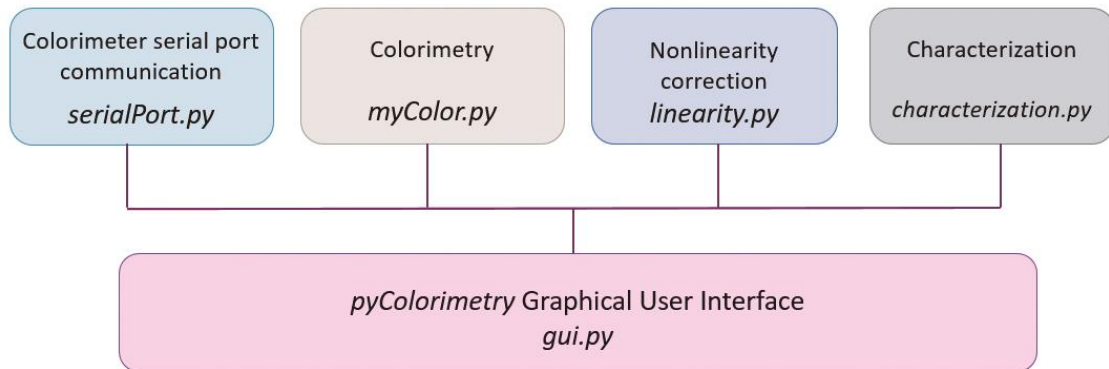 Colorimeter serial port
communication
serialPort.py
Colorimetry
myColor.py
Nonlinearity
correction
linearity.py
Characterization
characterization.py
pyColorimetry Graphical User Interface
gui.py